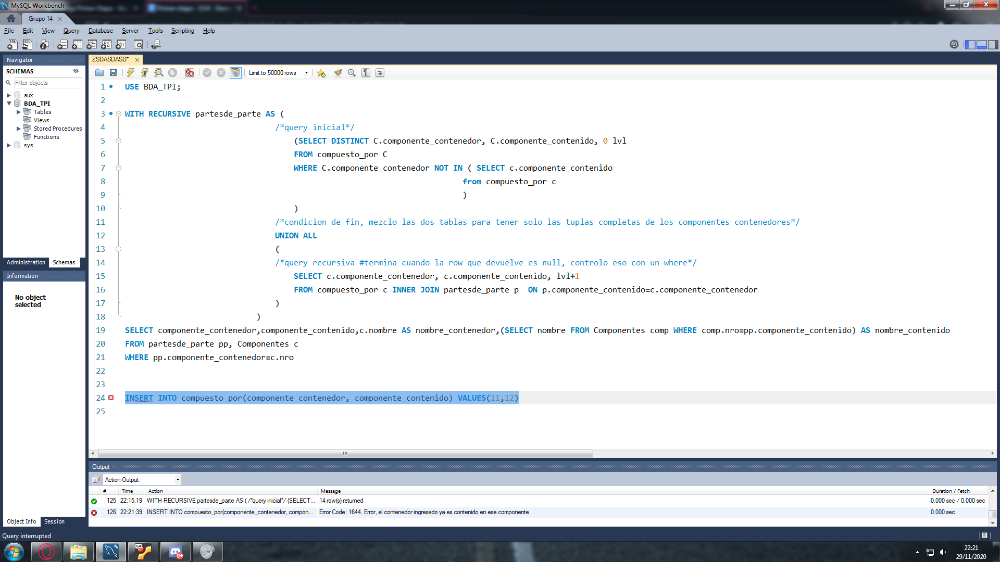 MySQL Workbench
Grupo 14
File Edit View Query Database Server Tools Scripting Help
Navigator
SCHEMAS
Filter objects
aux
BDA_TPI
Tables
Views
Stored Procedures
Functions
sys
Administration Schemas
Information
No object
selected
Object Info Session
ZSDASDASD*
Limit to 50000 rows
1 USE BDA_TPI;
2
3 WITH RECURSIVE partesde_parte AS (
4 /*query inicial*/
5 (SELECT DISTINCT C.componente_contenedor, C.componente_contenido, 0 lvl
6 FROM compuesto_por C
7 WHERE C.componente_contenedor NOT IN ( SELECT c.componente_contenido
8 from compuesto_por c
9 )
10 )
11 /*condicion de fin, mezclo las dos tablas para tener solo las tuplas completas de los componentes contenedores*/
12 UNION ALL
13 (
14 /*query recursiva #termina cuando la row que devuelve es null, controlo eso con un where*/
15 SELECT c.componente_contenedor, c.componente_contenido, lvl+1
16 FROM compuesto_por c INNER JOIN partesde_parte p  ON p.componente_contenido=c.componente_contenedor
17 )
18 )
19 SELECT componente_contenedor,componente_contenido,c.nombre AS nombre_contenedor,(SELECT nombre FROM Componentes comp WHERE comp.nro=pp.componente_contenido) AS nombre_contenido
20 FROM partesde_parte pp, Componentes c
21 WHERE pp.componente_contenedor=c.nro
22
23
24 INSERT INTO compuesto_por(componente_contenedor, componente_contenido) VALUES(11,12)
25
Output
Action Output
# Time Action Message Duration / Fetch
125 22:15:19 WITH RECURSIVE partesde_parte AS ( /*query inicial*/ (SELECT... 14 row(s) returned 0.000 sec / 0.000 sec
126 22:21:39 INSERT INTO compuesto_por(componente_contenedor, compon... Error Code: 1644. Error, el contenedor ingresado ya es contenido en ese componente 0.000 sec
Query interrupted
64
9+
22:21
29/11/2020